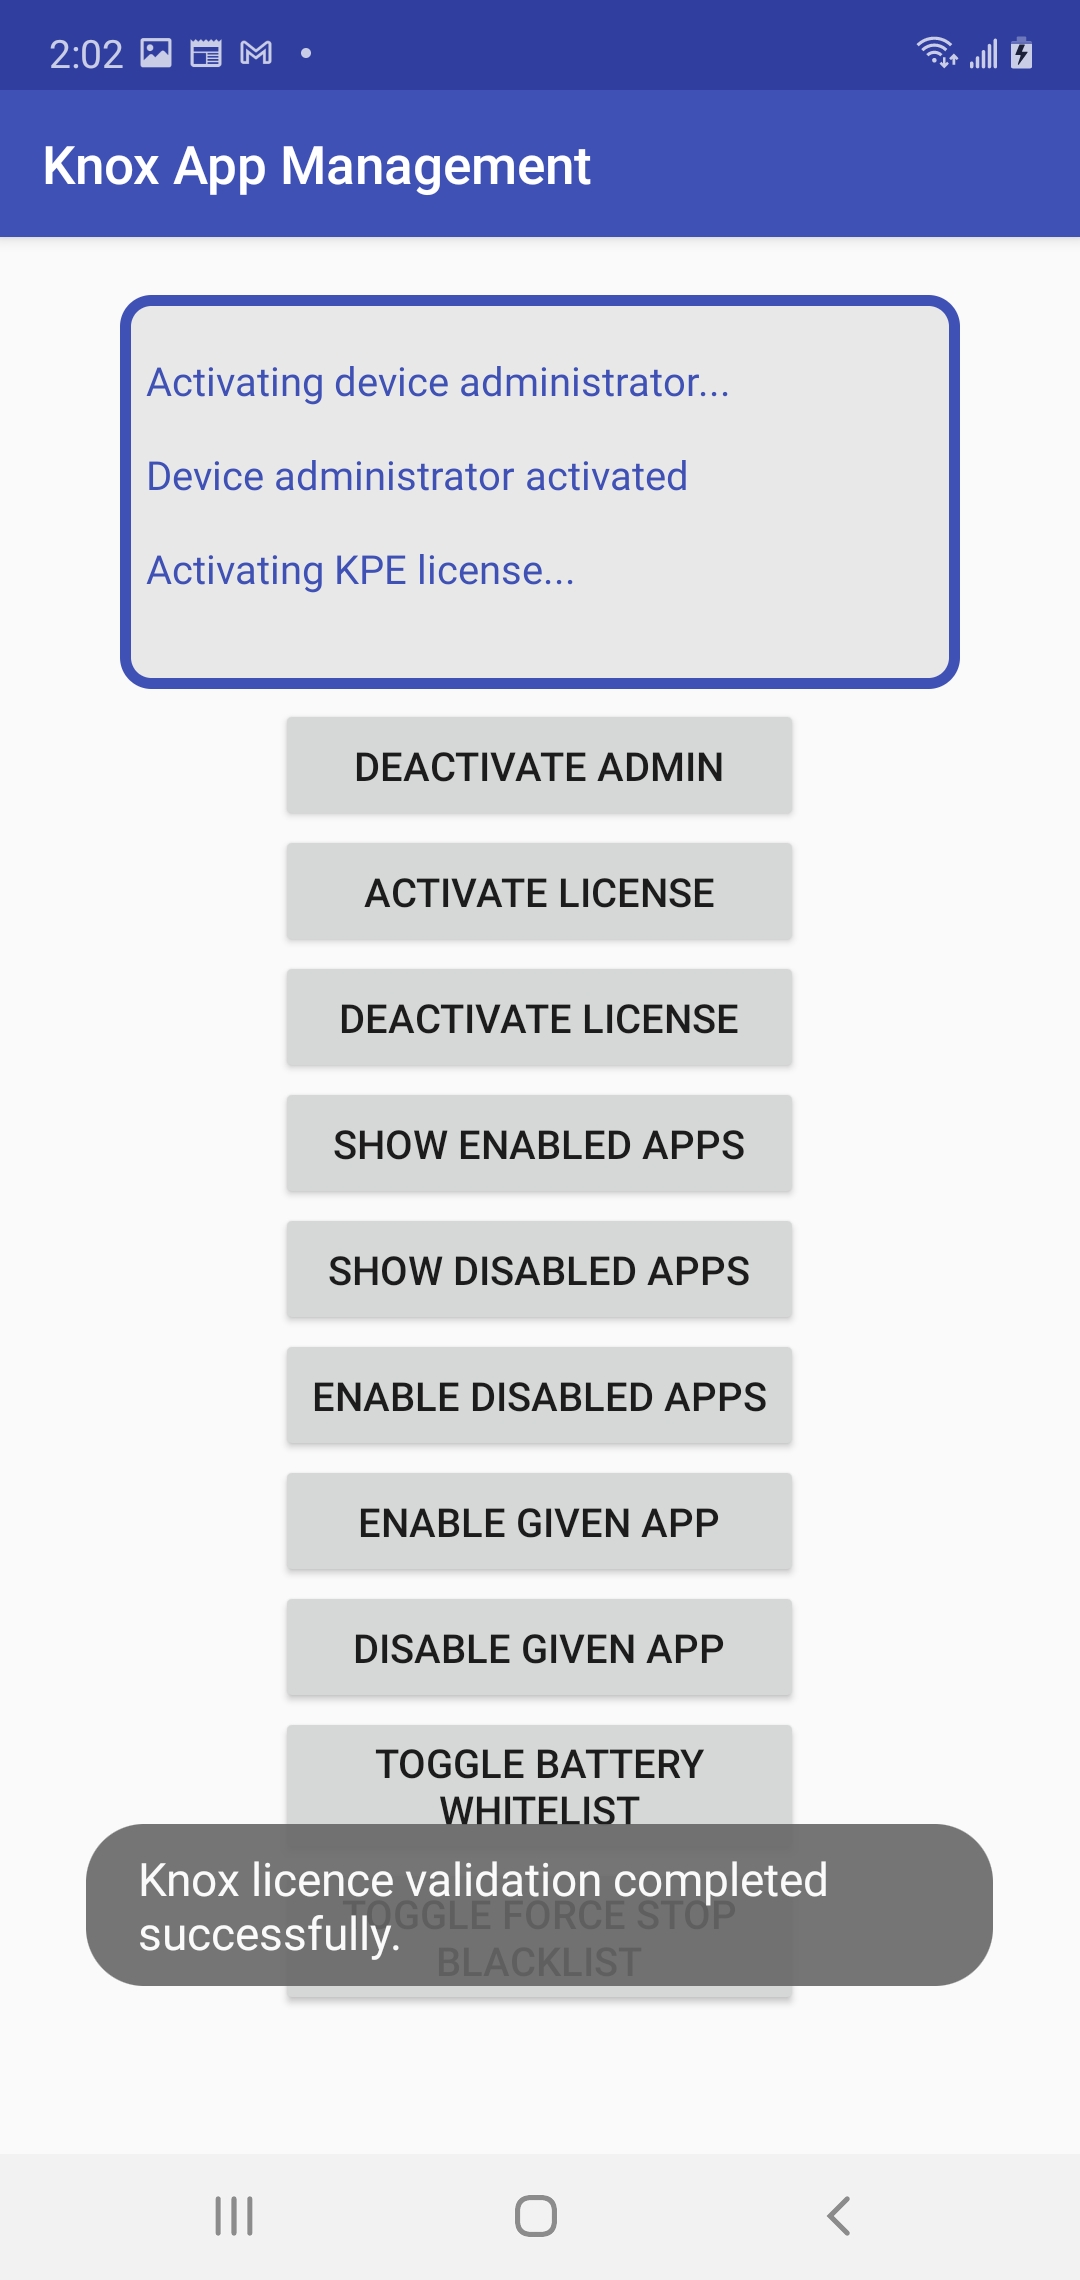 2:02
Knox App Management
Activating device administrator...
Device administrator activated
Activating KPE license...
DEACTIVATE ADMIN
ACTIVATE LICENSE
DEACTIVATE LICENSE
SHOW ENABLED APPS
SHOW DISABLED APPS
ENABLE DISABLED APPS
ENABLE GIVEN APP
DISABLE GIVEN APP
TOGGLE BATTERY
WHITELIST
Knox licence validation completed
successfully.
TOGGLE FORCE STOP
BLACKLIST